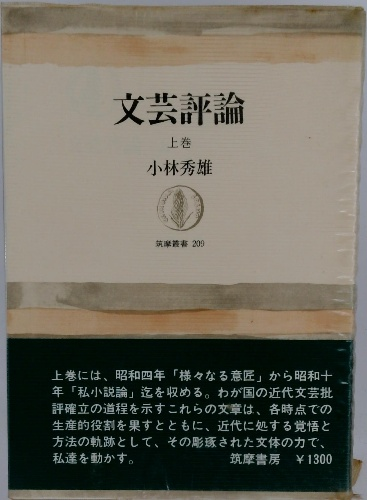 文芸評論
上巻
小林秀雄
筑摩叢書 209
上巻には、昭和四年「様々なる意匠」から昭和十
年「私小説論」迄を収める。わが国の近代文芸批
評確立の道程を示すこれらの文章は、各時点での
生産的役割を果すとともに、近代に処する覚悟と
方法の軌跡として、その彫琢された文体の力で、
私達を動かす。 筑摩書房 ¥1300